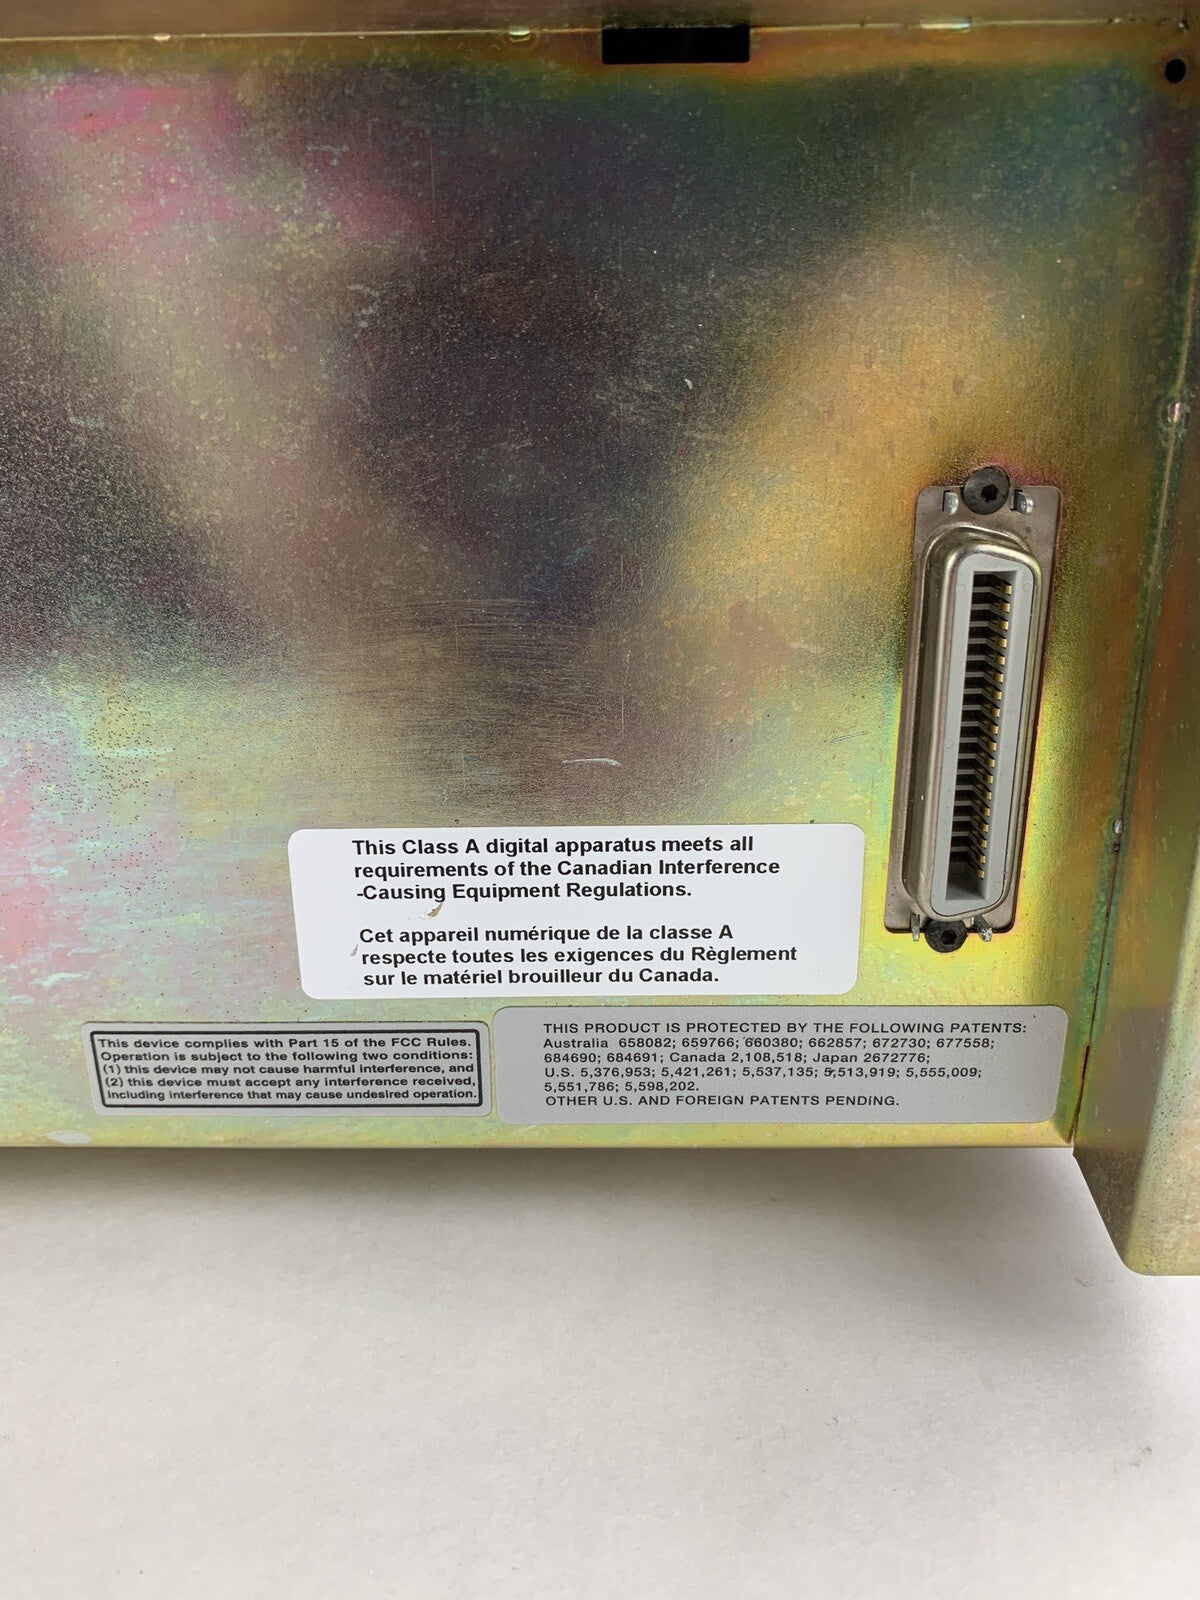 This Class A digital apparatus meets all
requirements of the Canadian Interference
-Causing Equipment Regulations.
Cet appareil numérique de la classe A
respecte toutes les exigences du Règlement
sur le matériel brouilleur du Canada.
This device complies with Part 15 of the FCC Rules.
Operation is subject to the following two conditions:
(1) this device may not cause harmful interference, and
(2) this device must accept any interference received,
including interference that may cause undesired operation.
THIS PRODUCT IS PROTECTED BY THE FOLLOWING PATENTS:
Australia 658082; 659766; 660380; 662857; 672730; 677558;
684690; 684691; Canada 2,108,518; Japan 2672776;
U.S. 5,376,953; 5,421,261; 5,537,135; 5,513,919; 5,555,009;
5,551,786; 5,598,202.
OTHER U.S. AND FOREIGN PATENTS PENDING.